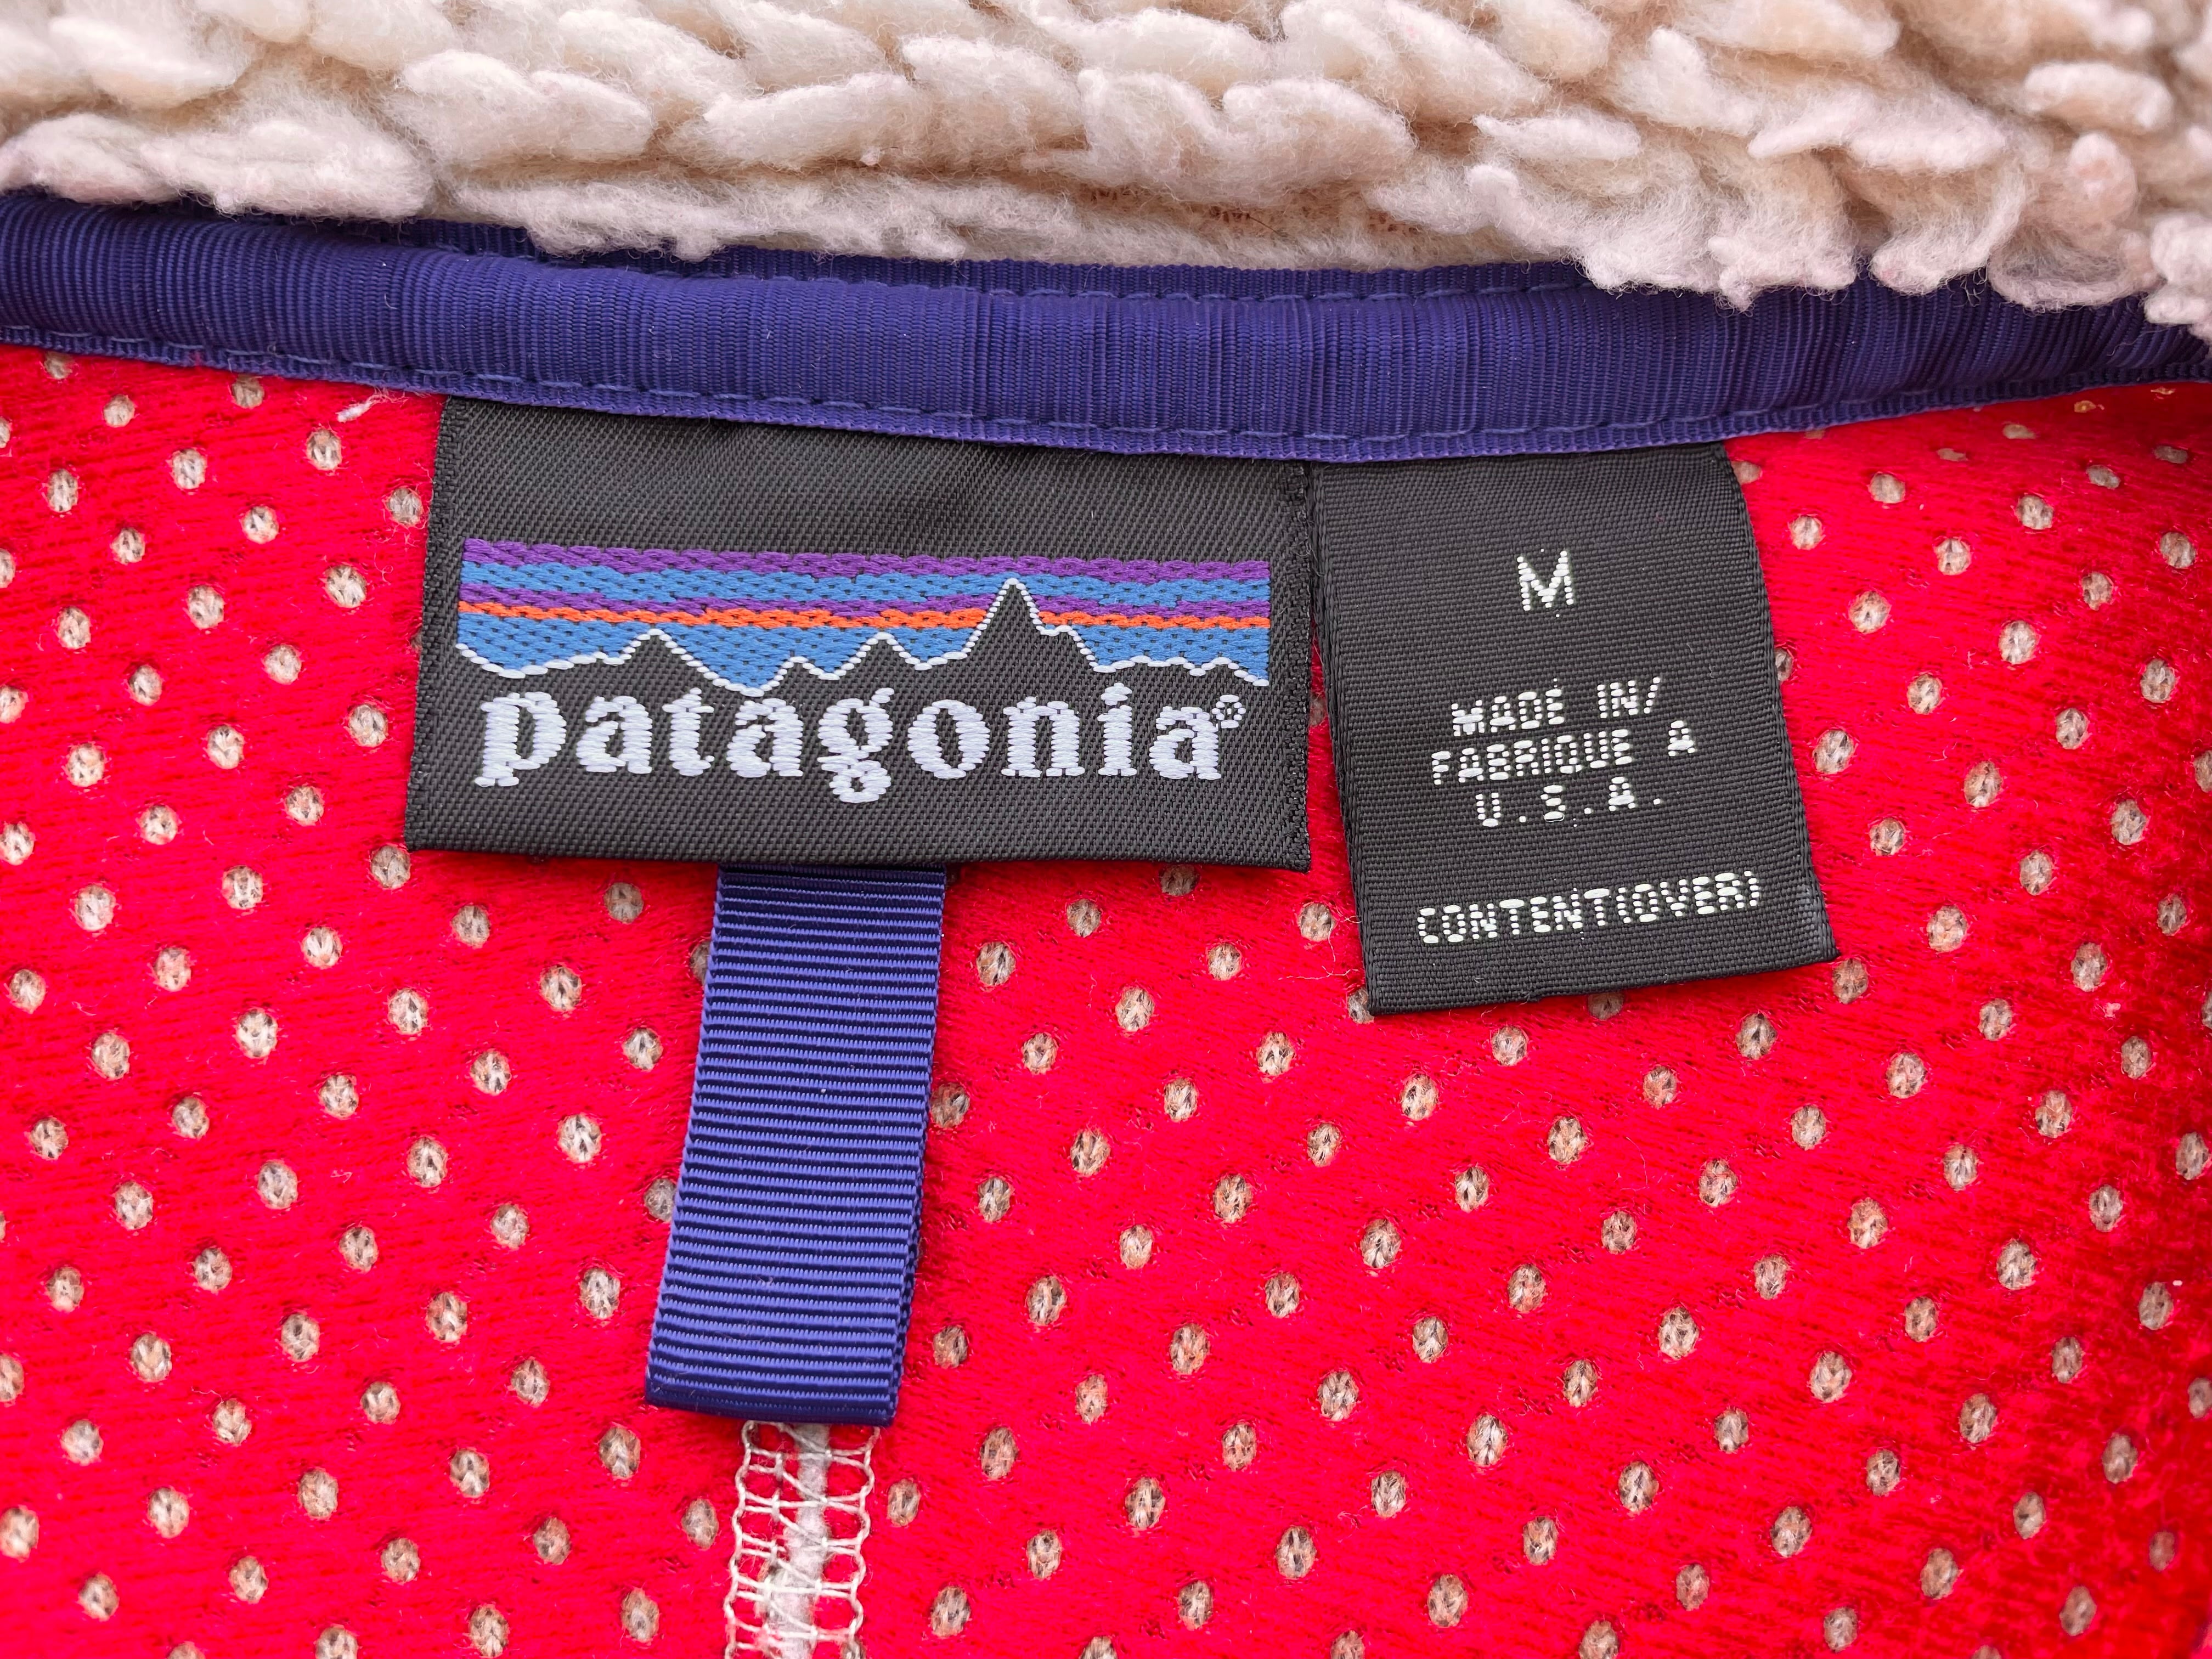 patagonia®
M
MADE IN/
FABRIQUE A
U.S.A.
CONTENT(OVER)